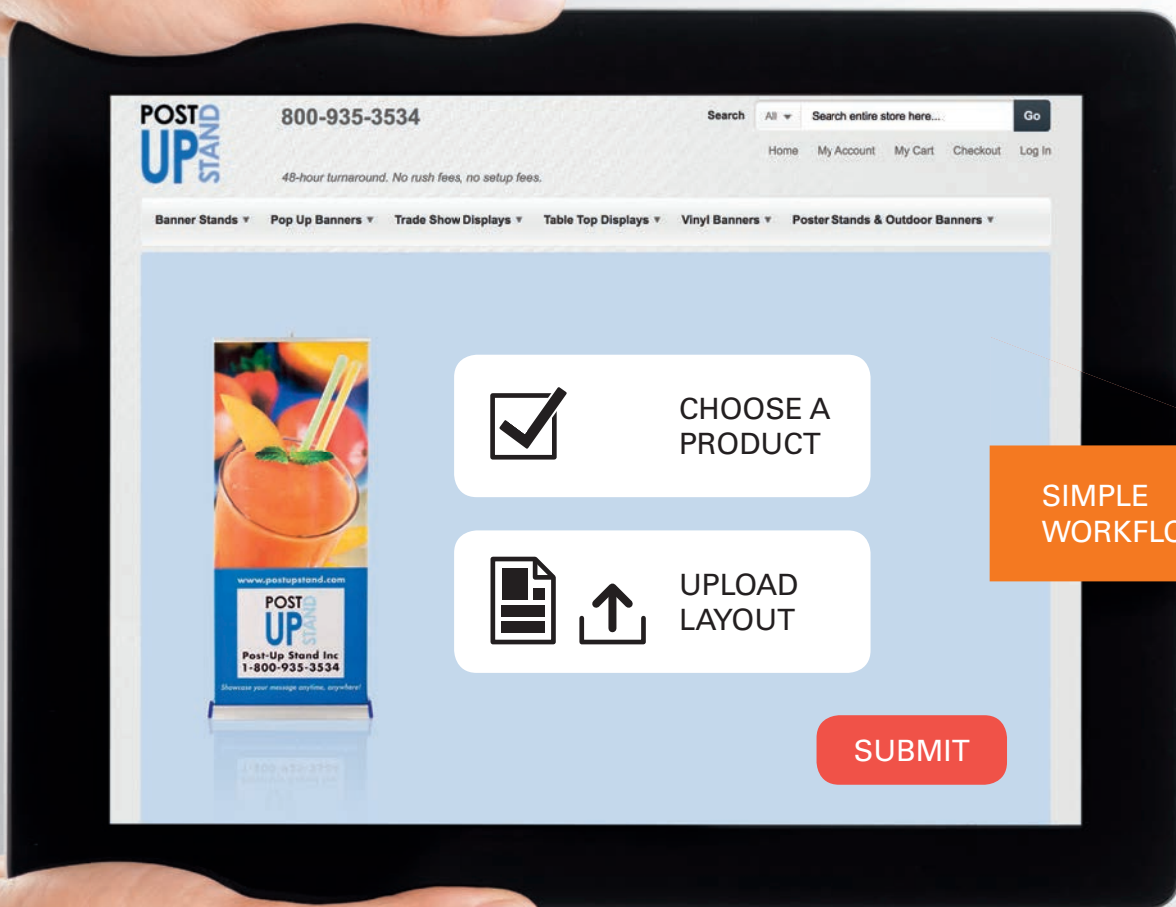 POST
UP
STAND
800-935-3534
48-hour turnaround. No rush fees, no setup fees.
Search
All
Search entire store here...
Go
Home My Account My Cart Checkout Log In
Banner Stands Pop Up Banners Trade Show Displays Table Top Displays Vinyl Banners Poster Stands & Outdoor Banners
www.postupstand.com
POST
UP
STAND
Post-Up Stand Inc
1-800-935-3534
Showcase your message anytime, anywhere!
CHOOSE A
PRODUCT
UPLOAD
LAYOUT
SUBMIT
SIMPLE
WORKFLO